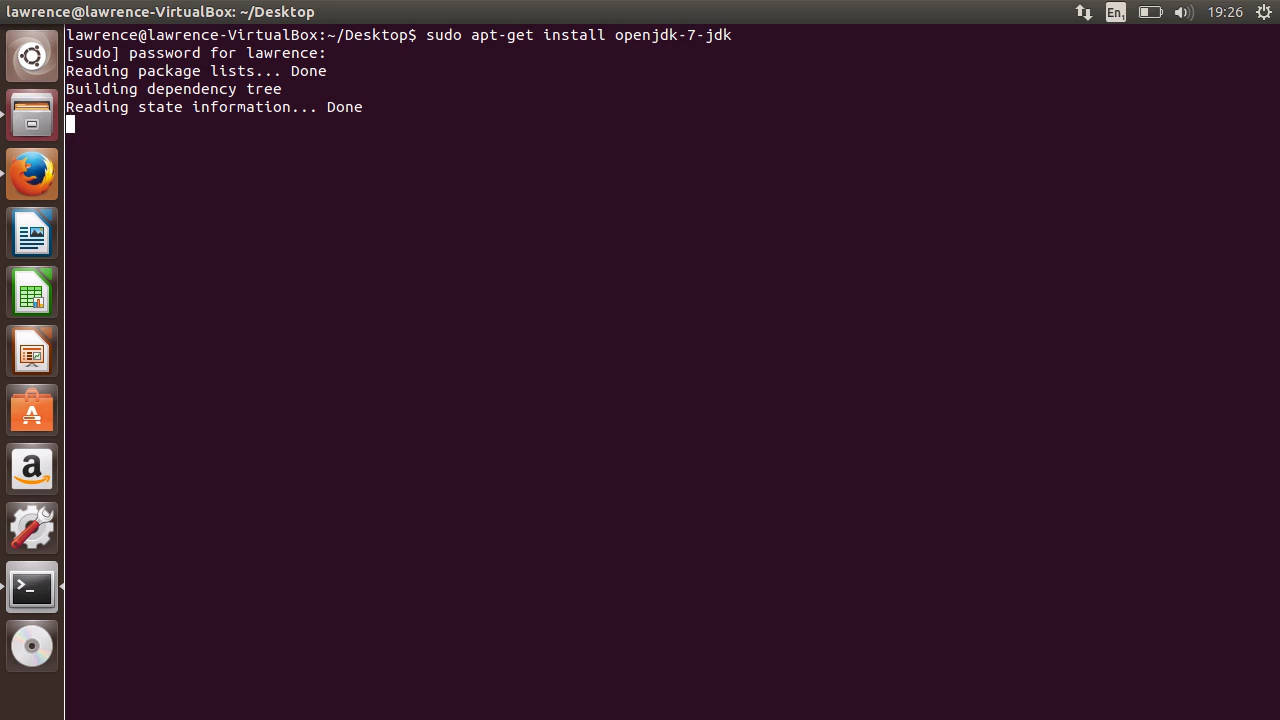 lawrence@lawrence-VirtualBox: ~/Desktop
En1
19:26
lawrence@lawrence-VirtualBox:~/Desktop$ sudo apt-get install openjdk-7-jdk
[sudo] password for lawrence:
Reading package lists... Done
Building dependency tree
Reading state information... Done